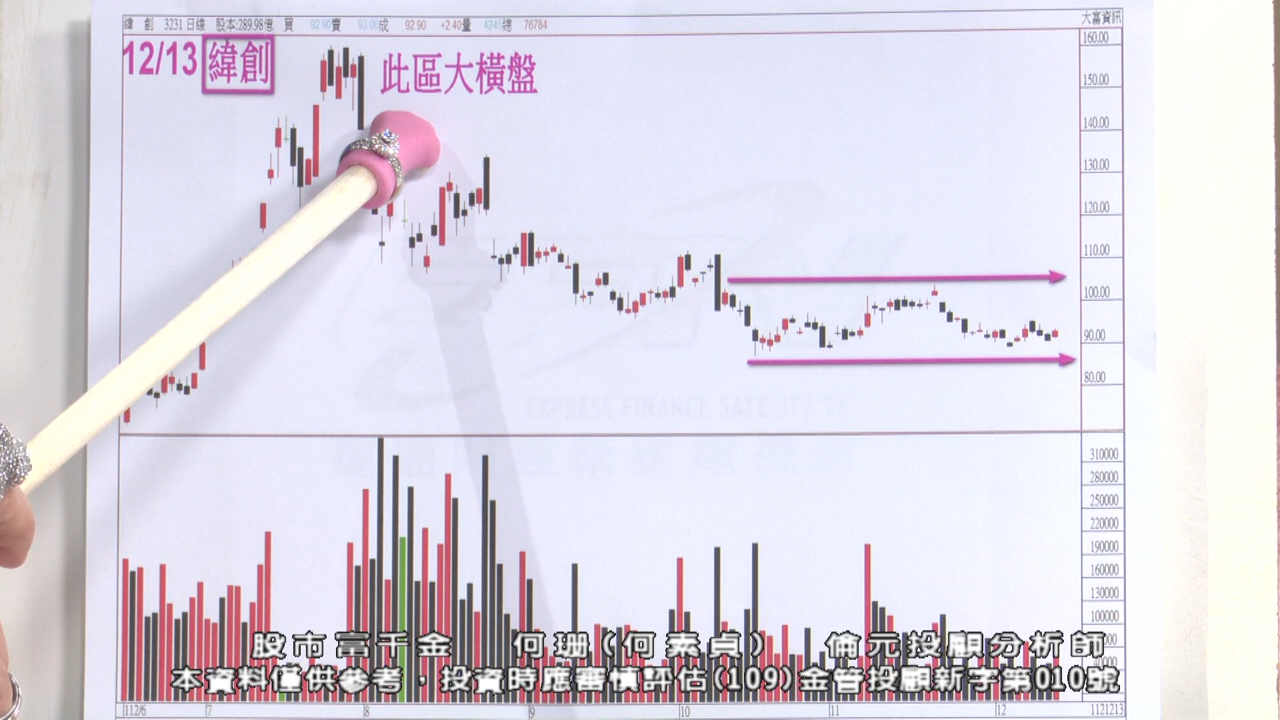 緯 創 3231 日線 股本:289.98億 買 92.90賣 93.00成 92.90 +2.40量 4245總 76784
大富資訊
12/13 緯創 此區大橫盤
160.00
150.00
140.00
130.00
120.00
110.00
100.00
90.00
80.00
EXPRESS FINANCE SATELITE TV
310000
280000
250000
220000
190000
160000
130000
100000
股市富千金 何珊(何素貞) 倫元投顧分析師
本資料僅供參考,投資時應審慎評估(109)金管投顧新字第010號
112/6 7 8 9 10 11 12 1121213